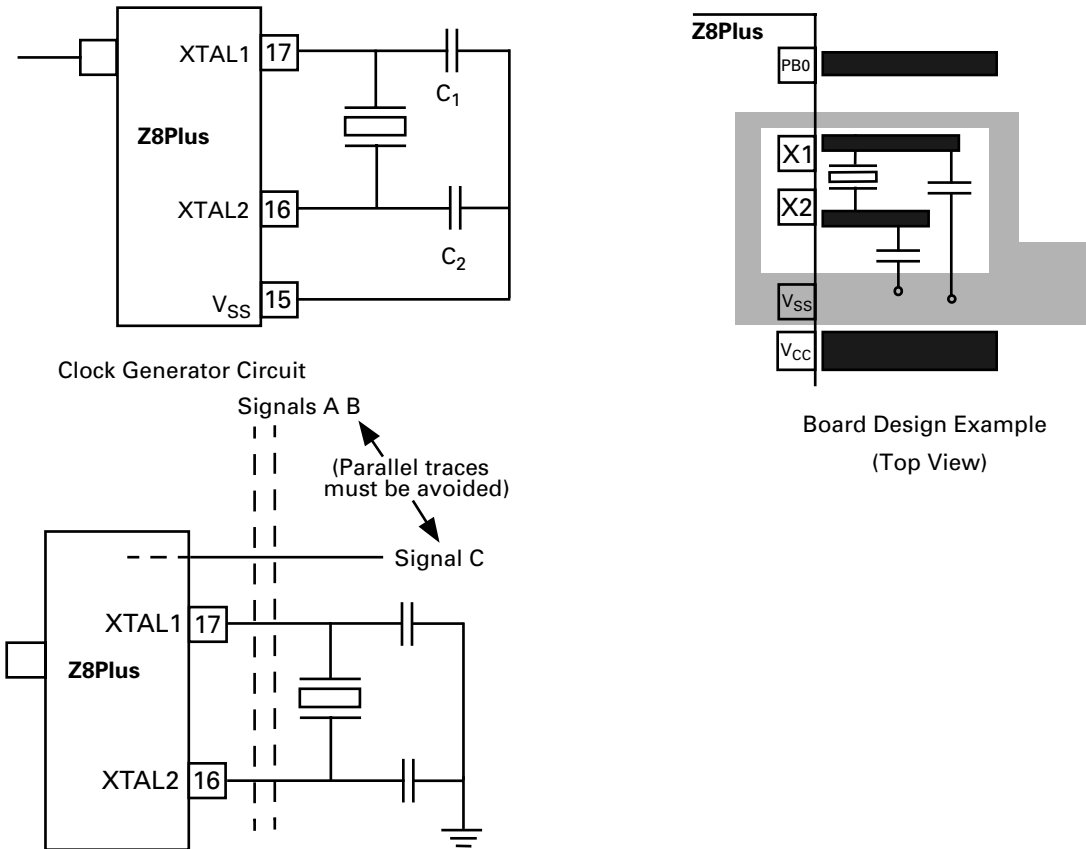 XTAL1 17
C1
Z8Plus
XTAL2 16
C2
VSS 15
Clock Generator Circuit
Z8Plus
PB0
X1
X2
VSS
VCC
Board Design Example
(Top View)
Signals A B
(Parallel traces
must be avoided)
Signal C
XTAL1 17
Z8Plus
XTAL2 16